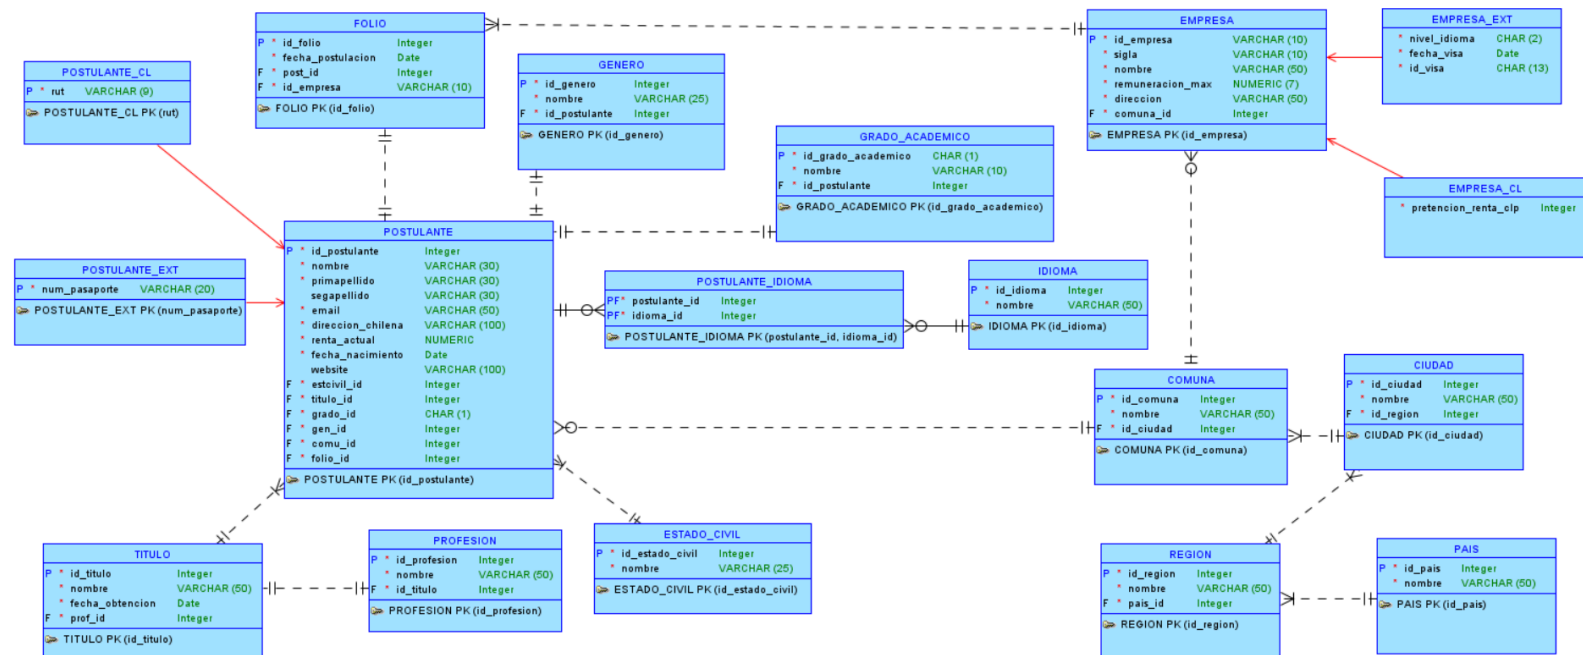 FOLIO
P * id_folio Integer
* fecha_postulacion Date
F * post_id Integer
F * id_empresa VARCHAR (10)
FOLIO PK (id_folio)
EMPRESA
P * id_empresa VARCHAR (10)
* sigla VARCHAR (10)
* nombre VARCHAR (50)
* remuneracion_max NUMERIC (7)
* direccion VARCHAR (50)
F * comuna_id Integer
EMPRESA PK (id_empresa)
EMPRESA_EXT
* nivel_idioma CHAR (2)
* fecha_visa Date
* id_visa CHAR (13)
POSTULANTE_CL
P * rut VARCHAR (9)
POSTULANTE_CL PK (rut)
GENERO
P * id_genero Integer
* nombre VARCHAR (25)
F * id_postulante Integer
GENERO PK (id_genero)
GRADO_ACADEMICO
P * id_grado_academico CHAR (1)
* nombre VARCHAR (10)
F * id_postulante Integer
GRADO_ACADEMICO PK (id_grado_academico)
EMPRESA_CL
* pretencion_renta_clp Integer
POSTULANTE
P * id_postulante Integer
* nombre VARCHAR (30)
* primapellido VARCHAR (30)
segapellido VARCHAR (30)
* email VARCHAR (50)
* direccion_chilena VARCHAR (100)
* renta_actual NUMERIC
* fecha_nacimiento Date
website VARCHAR (100)
F * estcivil_id Integer
F * titulo_id Integer
F * grado_id CHAR (1)
F * gen_id Integer
F * comu_id Integer
F * folio_id Integer
POSTULANTE PK (id_postulante)
POSTULANTE_EXT
P * num_pasaporte VARCHAR (20)
POSTULANTE_EXT PK (num_pasaporte)
POSTULANTE_IDIOMA
PF* postulante_id Integer
PF* idioma_id Integer
POSTULANTE_IDIOMA PK (postulante_id, idioma_id)
IDIOMA
P * id_idioma Integer
* nombre VARCHAR (50)
IDIOMA PK (id_idioma)
COMUNA
P * id_comuna Integer
* nombre VARCHAR (50)
F * id_ciudad Integer
COMUNA PK (id_comuna)
CIUDAD
P * id_ciudad Integer
* nombre VARCHAR (50)
F * id_region Integer
CIUDAD PK (id_ciudad)
TITULO
P * id_titulo Integer
* nombre VARCHAR (50)
* fecha_obtencion Date
F * prof_id Integer
TITULO PK (id_titulo)
PROFESION
P * id_profesion Integer
* nombre VARCHAR (50)
F * id_titulo Integer
PROFESION PK (id_profesion)
ESTADO_CIVIL
P * id_estado_civil Integer
* nombre VARCHAR (25)
ESTADO_CIVIL PK (id_estado_civil)
REGION
P * id_region Integer
* nombre VARCHAR (50)
F * pais_id Integer
REGION PK (id_region)
PAIS
P * id_pais Integer
* nombre VARCHAR (50)
PAIS PK (id_pais)